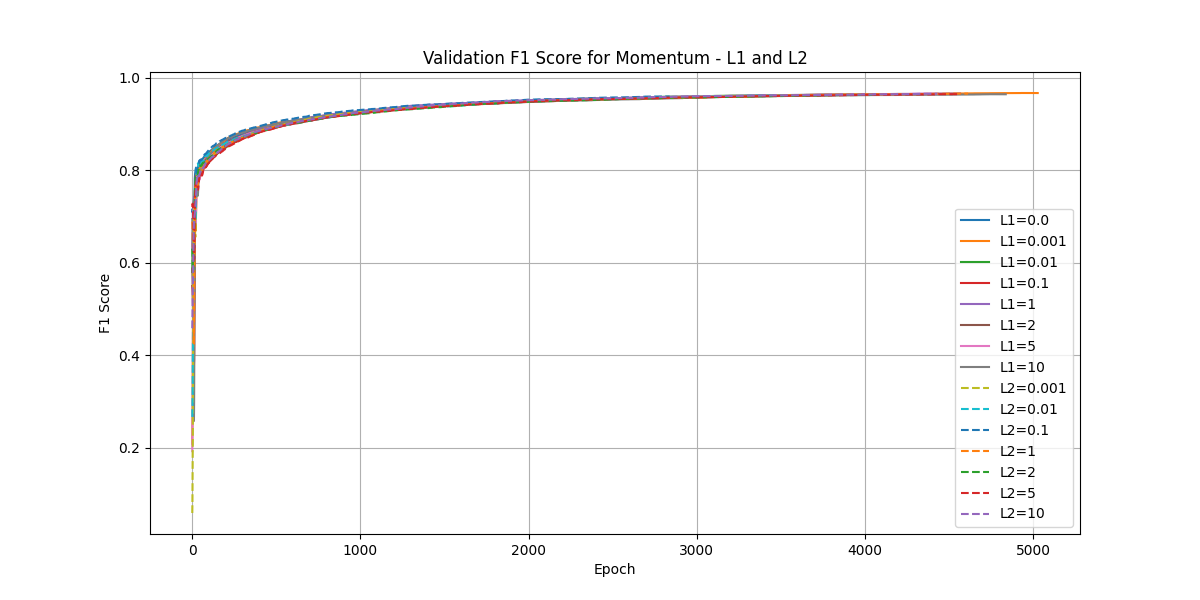 Validation F1 Score for Momentum - L1 and L2
F1 Score
1.0
0.8
0.6
0.4
0.2
0
1000
2000
3000
4000
5000
Epoch
L1=0.0
L1=0.001
L1=0.01
L1=0.1
L1=1
L1=2
L1=5
L1=10
L2=0.001
L2=0.01
L2=0.1
L2=1
L2=2
L2=5
L2=10